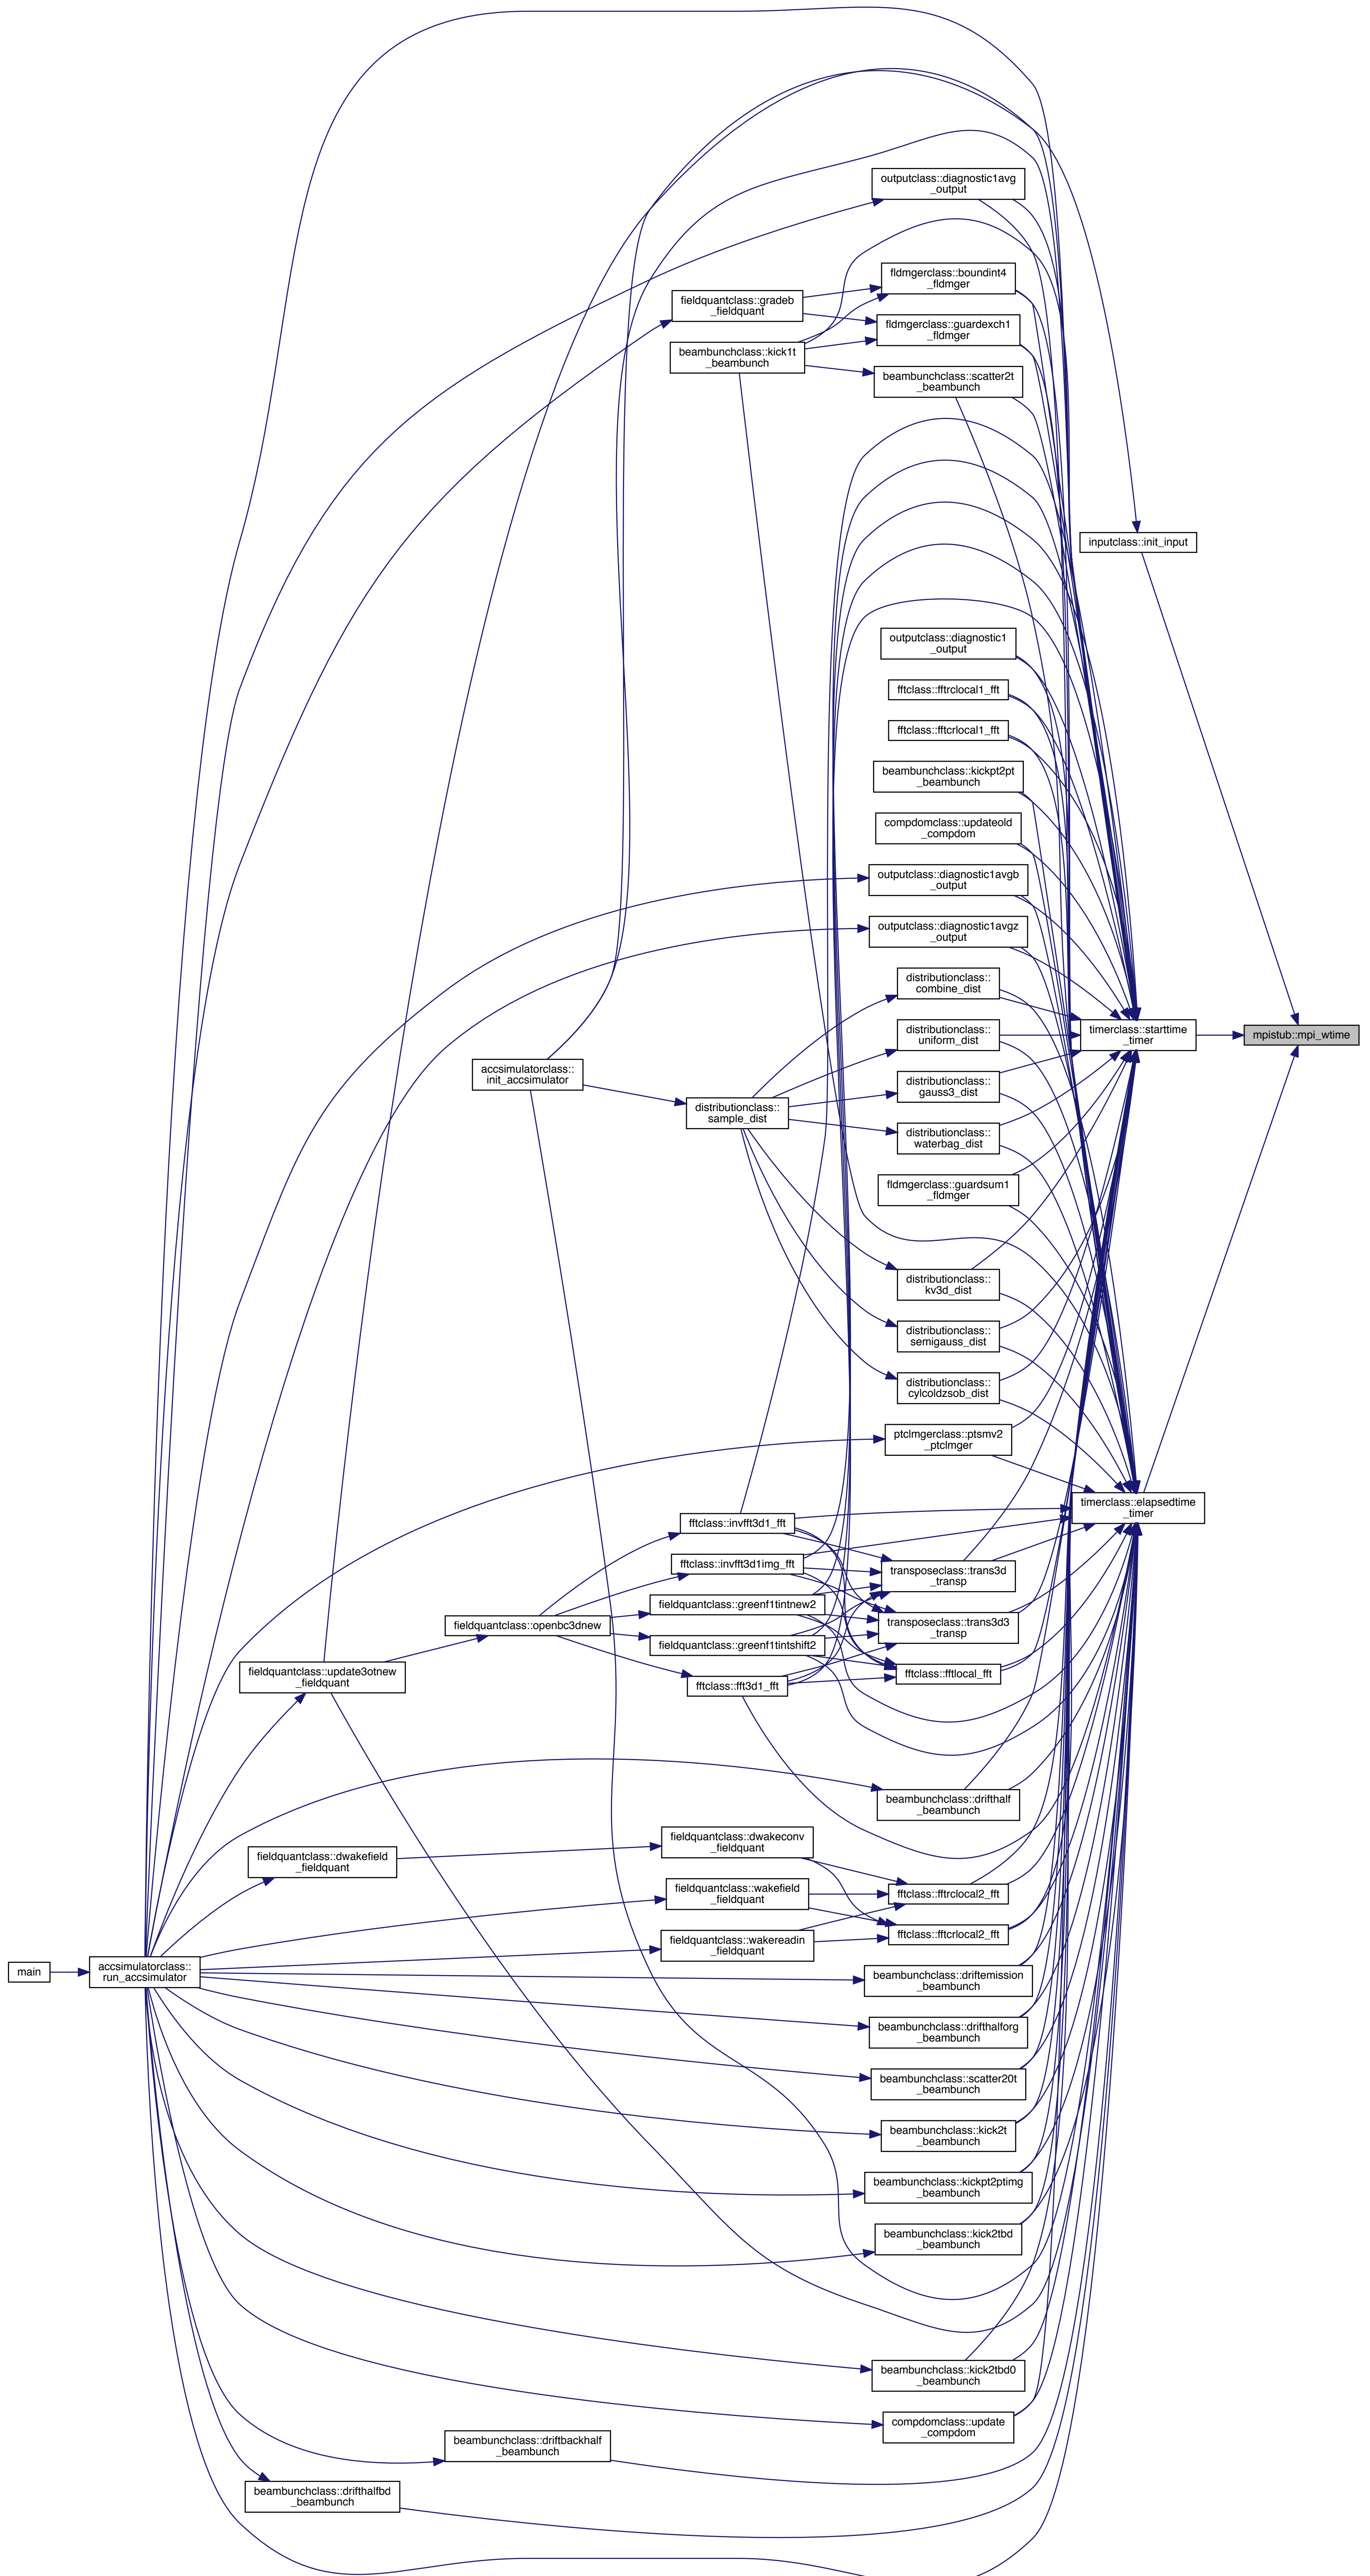 outputclass::diagnostic1avg
_output
fldmgerclass::boundint4
_fldmger
fieldquantclass::gradeb
_fieldquant
fldmgerclass::guardexch1
_fldmger
beambunchclass::kick1t
_beambunch
beambunchclass::scatter2t
_beambunch
inputclass::init_input
outputclass::diagnostic1
_output
fftclass::fftrclocal1_fft
fftclass::fftcrlocal1_fft
beambunchclass::kickpt2pt
_beambunch
compdomclass::updateold
_compdom
outputclass::diagnostic1avgb
_output
outputclass::diagnostic1avgz
_output
distributionclass::
combine_dist
timerclass::starttime
_timer
mpistub::mpi_wtime
distributionclass::
uniform_dist
accsimulatorclass::
init_accsimulator
distributionclass::
gauss3_dist
distributionclass::
sample_dist
distributionclass::
waterbag_dist
fldmgerclass::guardsum1
_fldmger
distributionclass::
kv3d_dist
distributionclass::
semigauss_dist
distributionclass::
cylcoldzsob_dist
ptclmgerclass::ptsmv2
_ptclmger
timerclass::elapsedtime
_timer
fftclass::invfft3d1_fft
fftclass::invfft3d1img_fft
transposeclass::trans3d
_transp
fieldquantclass::greenf1tintnew2
fieldquantclass::openbc3dnew
transposeclass::trans3d3
_transp
fieldquantclass::greenf1tintshift2
fieldquantclass::update3otnew
_fieldquant
fftclass::fftlocal_fft
fftclass::fft3d1_fft
beambunchclass::drifthalf
_beambunch
fieldquantclass::dwakeconv
_fieldquant
fieldquantclass::dwakefield
_fieldquant
fieldquantclass::wakefield
_fieldquant
fftclass::fftrclocal2_fft
fieldquantclass::wakereadin
_fieldquant
fftclass::fftcrlocal2_fft
main
accsimulatorclass::
run_accsimulator
beambunchclass::driftemission
_beambunch
beambunchclass::drifthalforg
_beambunch
beambunchclass::scatter20t
_beambunch
beambunchclass::kick2t
_beambunch
beambunchclass::kickpt2ptimg
_beambunch
beambunchclass::kick2tbd
_beambunch
beambunchclass::kick2tbd0
_beambunch
compdomclass::update
_compdom
beambunchclass::driftbackhalf
_beambunch
beambunchclass::drifthalfbd
_beambunch